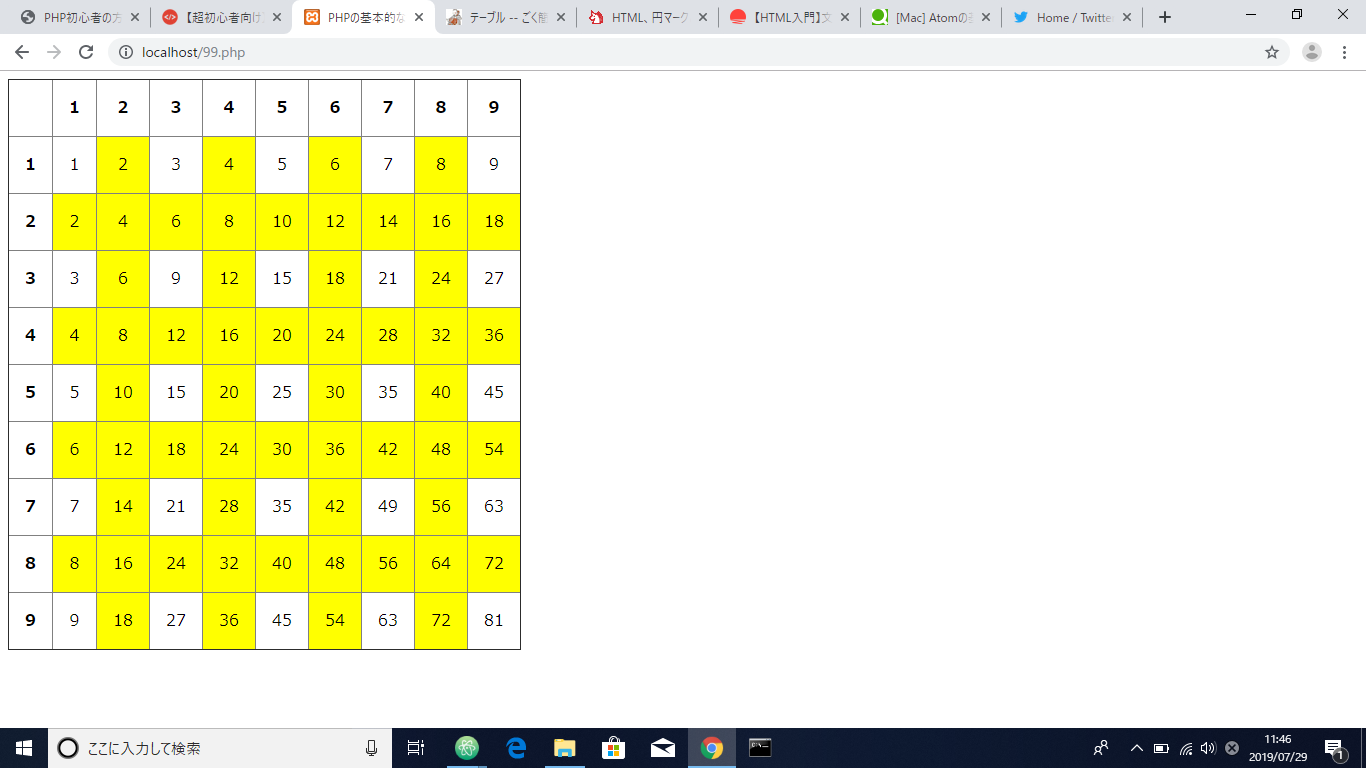 PHP初心者の方
【超初心者向け
PHPの基本的な
テーブル -- ごく簡
HTML、円マーク
【HTML入門】文
[Mac] Atomの
Home / Twitte
localhost/99.php
1 2 3 4 5 6 7 8 9
1 1 2 3 4 5 6 7 8 9
2 2 4 6 8 10 12 14 16 18
3 3 6 9 12 15 18 21 24 27
4 4 8 12 16 20 24 28 32 36
5 5 10 15 20 25 30 35 40 45
6 6 12 18 24 30 36 42 48 54
7 7 14 21 28 35 42 49 56 63
8 8 16 24 32 40 48 56 64 72
9 9 18 27 36 45 54 63 72 81
ここに入力して検索
11:46
2019/07/29
1